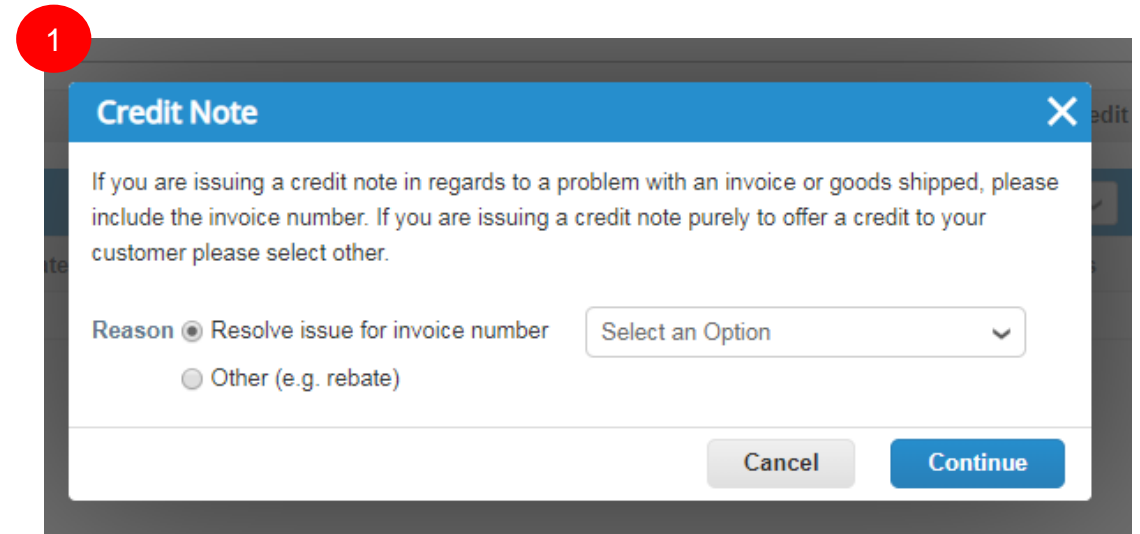 1
Credit Note
edit
If you are issuing a credit note in regards to a problem with an invoice or goods shipped, please
include the invoice number. If you are issuing a credit note purely to offer a credit to your
customer please select other.
Reason Resolve issue for invoice number Select an Option
Other (e.g. rebate)
Cancel Continue